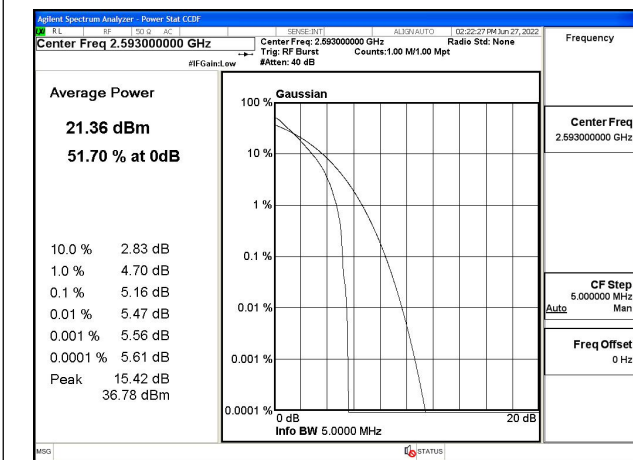 Agilent Spectrum Analyzer - Power Stat CCDF
RL RF 50 Ω AC SENSE:INT ALIGN AUTO 02:22:27 PM Jun 27, 2022
Center Freq 2.593000000 GHz
Center Freq: 2.593000000 GHz Radio Std: None
Trig: RF Burst Counts:1.00 M/1.00 Mpt
#IFGain:Low #Atten: 40 dB
Frequency
Average Power
21.36 dBm
51.70 % at 0dB
10.0 % 2.83 dB
1.0 % 4.70 dB
0.1 % 5.16 dB
0.01 % 5.47 dB
0.001 % 5.56 dB
0.0001 % 5.61 dB
Peak 15.42 dB
36.78 dBm
Gaussian
100 %
10 %
1 %
0.1 %
0.01 %
0.001 %
0.0001 %
0 dB 20 dB
Info BW 5.0000 MHz
Center Freq
2.593000000 GHz
CF Step
5.000000 MHz
Auto Man
Freq Offset
0 Hz
MSG STATUS